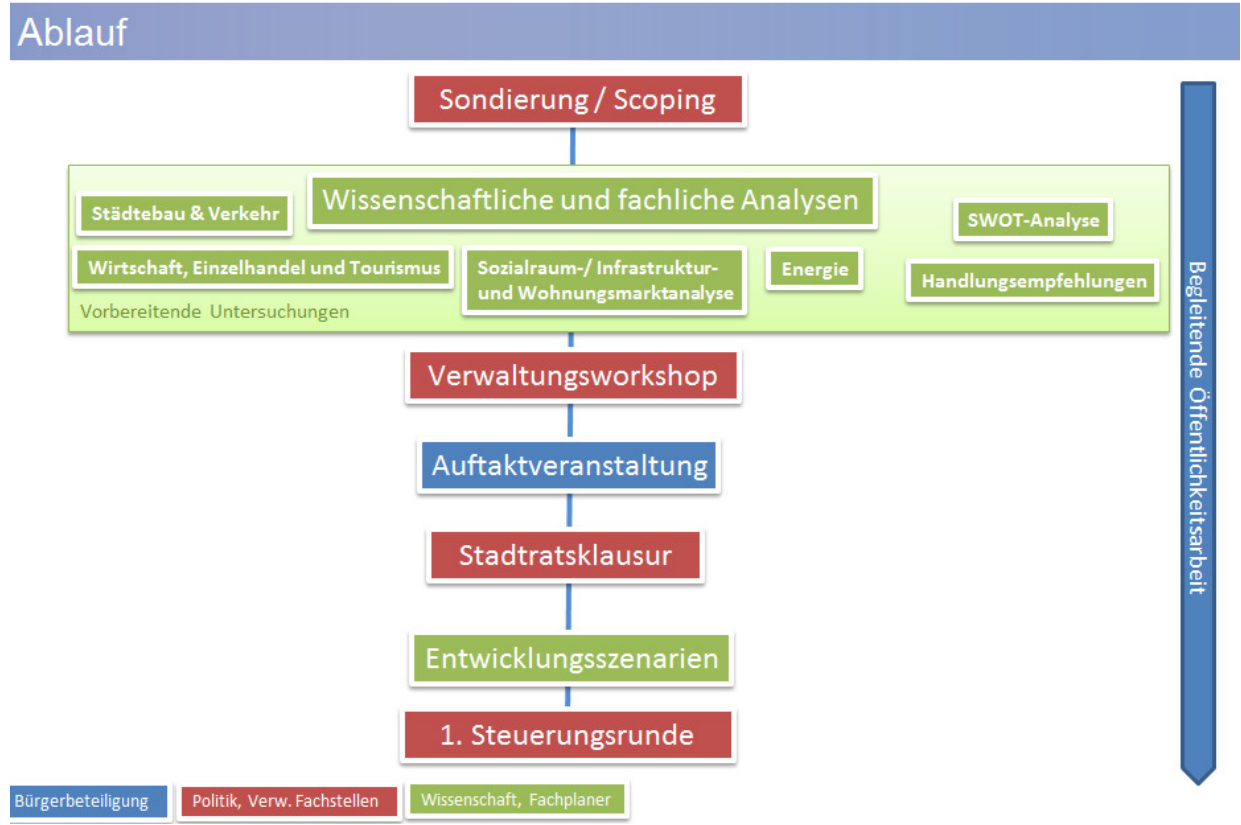 Ablauf
Sondierung / Scoping
Wissenschaftliche und fachliche Analysen
Städtebau & Verkehr
SWOT-Analyse
Wirtschaft, Einzelhandel und Tourismus
Sozialraum-/ Infrastruktur-
und Wohnungsmarktanalyse
Energie
Handlungsempfehlungen
Vorbereitende Untersuchungen
Verwaltungsworkshop
Auftaktveranstaltung
Stadtratsklausur
Entwicklungsszenarien
1. Steuerungsrunde
Begleitende Öffentlichkeitsarbeit
Bürgerbeteiligung
Politik, Verw. Fachstellen
Wissenschaft, Fachplaner